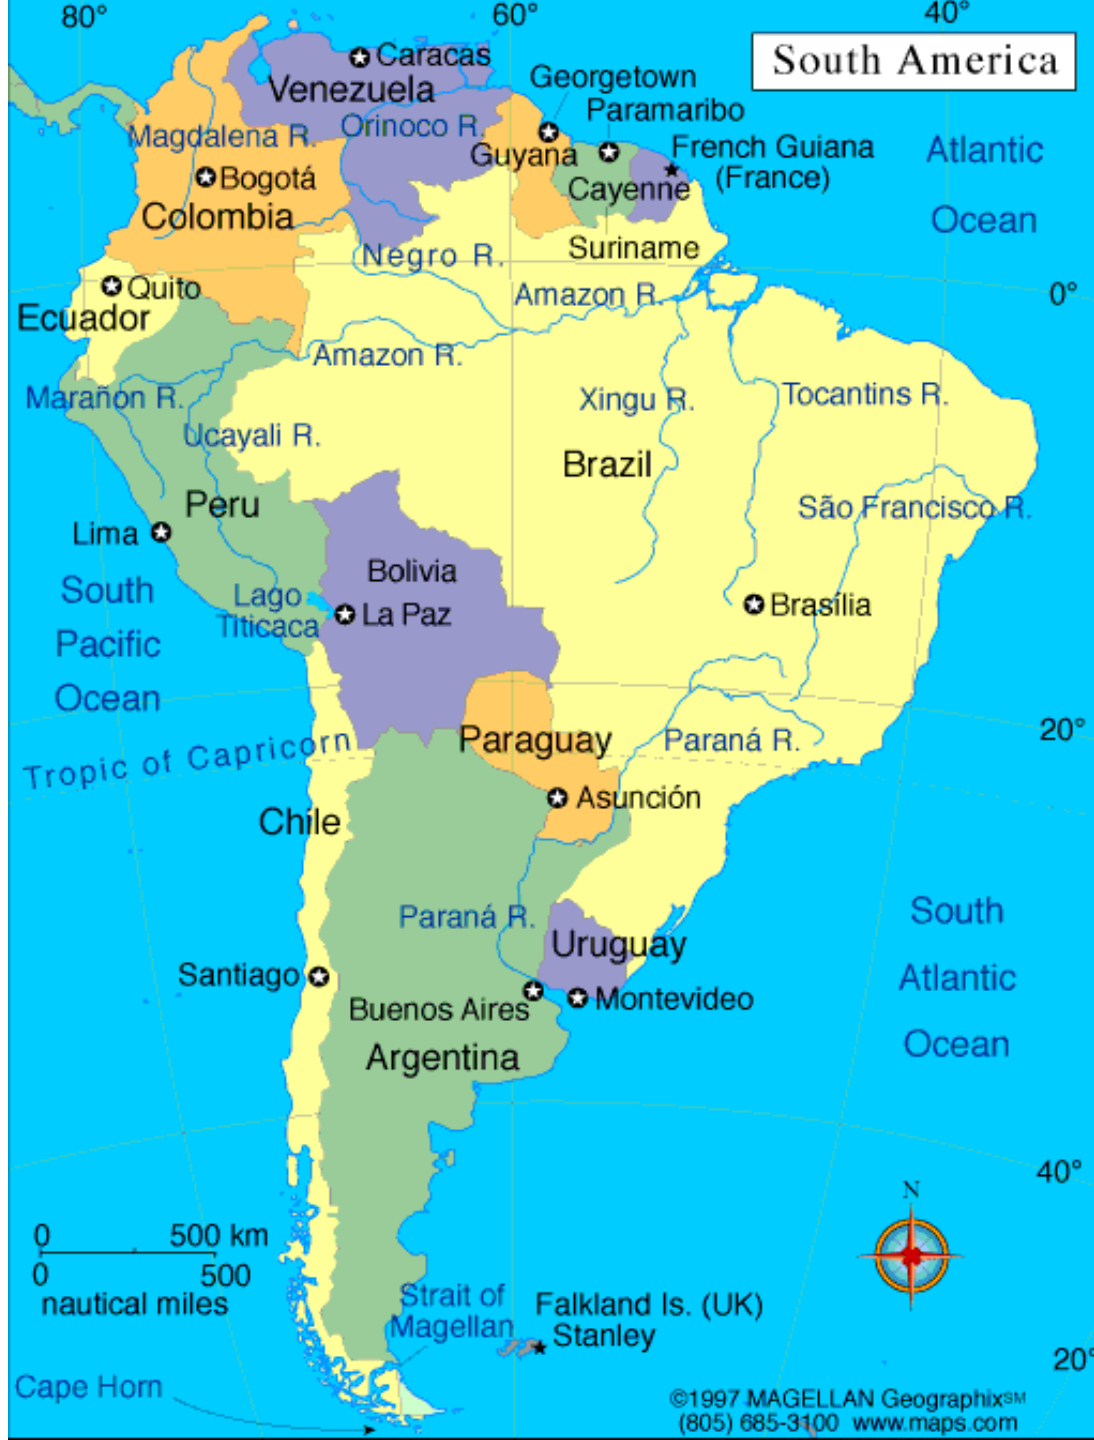 80°
60°
40°
South America
Caracas
Venezuela
Georgetown
Paramaribo
Magdalena R.
Orinoco R.
Guyana
French Guiana
(France)
Atlantic
Ocean
Bogotá
Cayenne
Colombia
Suriname
Negro R.
Quito
Amazon R.
0°
Ecuador
Amazon R.
Marañon R.
Xingu R.
Tocantins R.
Ucayali R.
Brazil
Peru
São Francisco R.
Lima
South
Pacific
Ocean
Bolivia
Lago
Titicaca
La Paz
Brasília
20°
Tropic of Capricorn
Paraguay
Paraná R.
Asunción
Chile
Paraná R.
Uruguay
South
Atlantic
Ocean
Santiago
Buenos Aires
Montevideo
Argentina
40°
N
0 500 km
0 500
nautical miles
Strait of
Magellan
Falkland Is. (UK)
Stanley
20°
Cape Horn
©1997 MAGELLAN Geographix℠
(805) 685-3100 www.maps.com